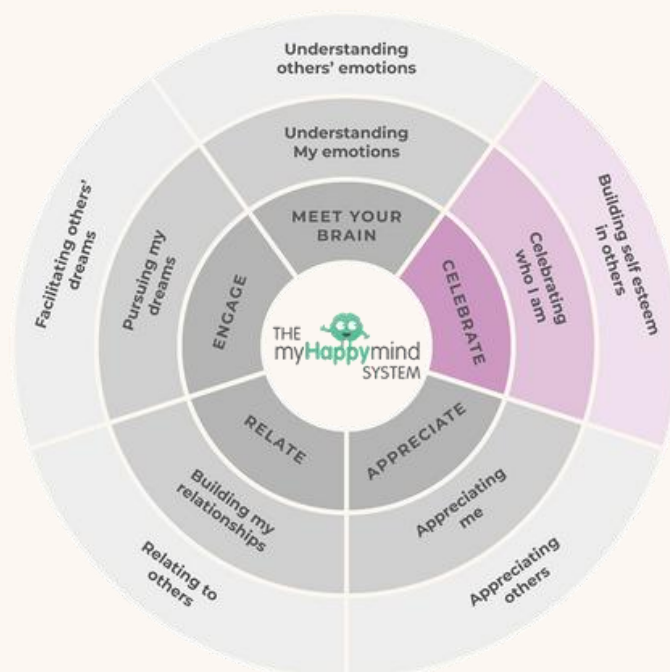 Understanding
others' emotions
Understanding
My emotions
MEET YOUR
BRAIN
Building self esteem
in others
Celebrating
who I am
CELEBRATE
Facilitating others'
dreams
Pursuing my
dreams
ENGAGE
THE
myHappymind
SYSTEM
RELATE
APPRECIATE
Building my
relationships
Appreciating
me
Relating to
others
Appreciating
others